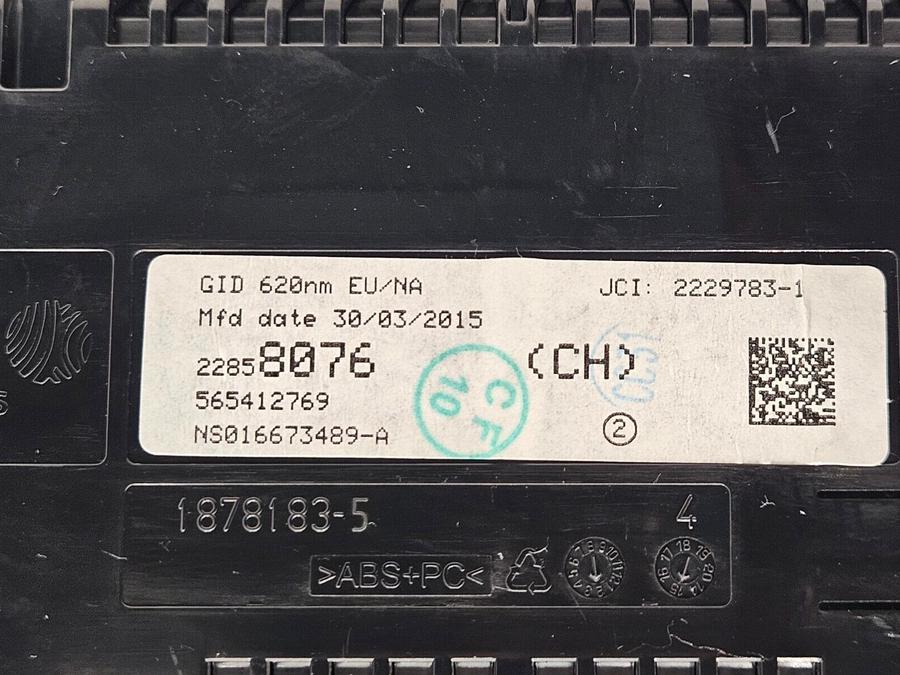 GID 620nm EU/NA
JCI: 2229783-1
Mfd date 30/03/2015
22858076
(CH)
565412769
NS016673489-A
2
CF
10
1878183-5
4
>ABS+PC<